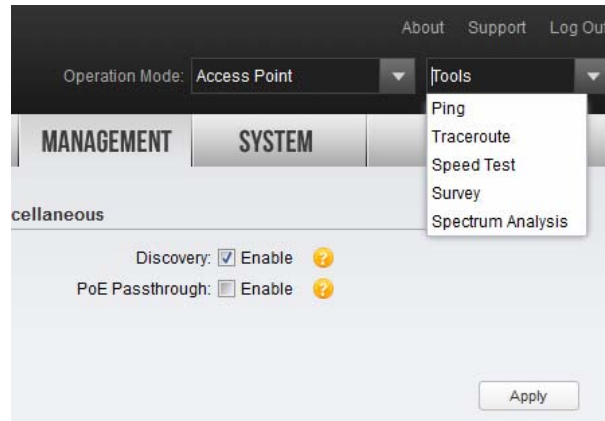 About Support Log Out
Operation Mode: Access Point Tools
Ping
Traceroute
Speed Test
Survey
Spectrum Analysis
MANAGEMENT SYSTEM
cellaneous
Discovery: Enable ?
PoE Passthrough: Enable ?
Apply